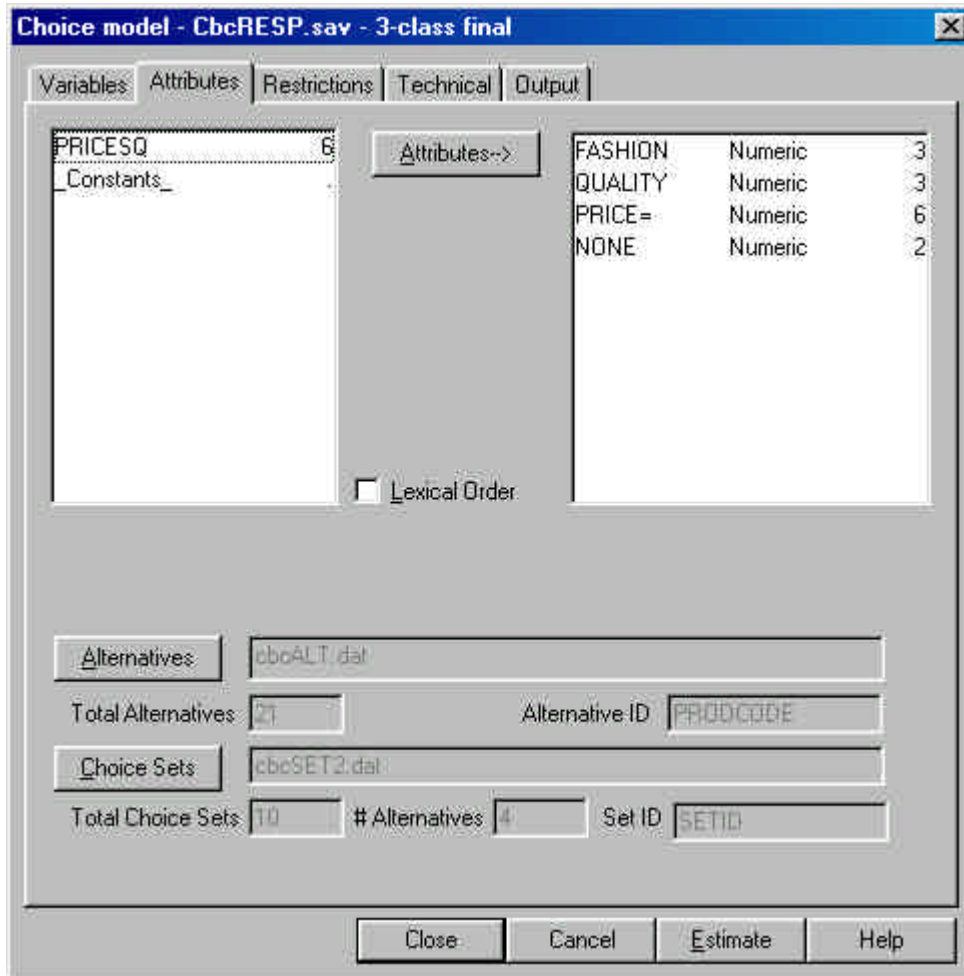 Choice model - CbcRESP.sav - 3-class final
Variables Attributes Restrictions Technical Output
PRICESQ 6
_Constants_ .
Attributes-->
FASHION Numeric 3
QUALITY Numeric 3
PRICE= Numeric 6
NONE Numeric 2
Lexical Order
Alternatives cbcALT.dat
Total Alternatives 21 Alternative ID PRODCODE
Choice Sets cbcSET2.dat
Total Choice Sets 10 # Alternatives 4 Set ID SETID
Close Cancel Estimate Help